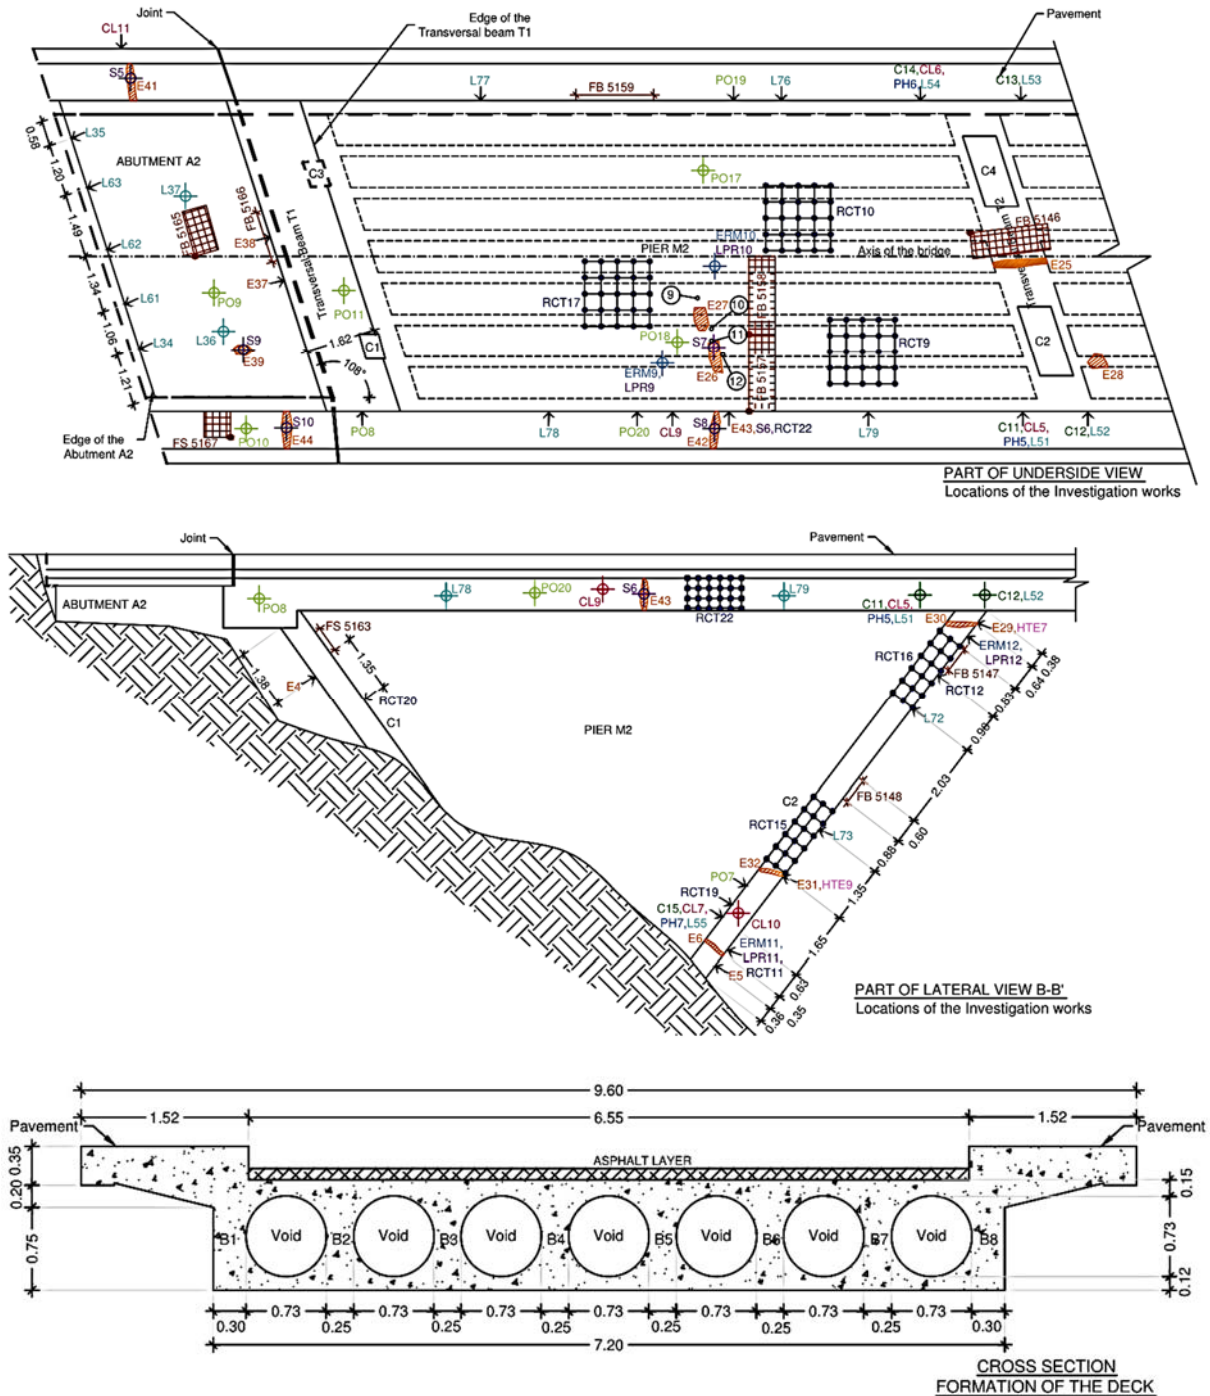 CL11
Joint
Edge of the
Transversal beam T1
Pavement
S5
E41
L77
FB 5159
PO19
L76
C14,CL6,
PH6,L54
C13,L53
0.58
L35
1.20
ABUTMENT A2
L63
L37
FB 5165
FB 5166
C3
PO17
C4
RCT10
1.49
L62
E38
Transversal Beam T1
ERM10
LPR10
PIER M2
Axis of the bridge
FB 5146
E25
1.34
E37
L61
PO9
PO11
RCT17
9
10
E27
FB 5158
1.06
L34
L36
S9
E39
1.62
C1
108°
PO18
S7
11
RCT9
C2
1.21
ERM9,
LPR9
E26
12
FB 5157
E28
Edge of the
Abutment A2
FS 5167
PO10
S10
E44
PO8
L78
PO20
CL9
S8
E42
E43,S6,RCT22
L79
C11,CL5,
PH5,L51
C12,L52
PART OF UNDERSIDE VIEW
Locations of the Investigation works
Joint
Pavement
ABUTMENT A2
PO8
L78
PO20
CL9
S6
E43
RCT22
L79
C11,CL5,
PH5,L51
C12,L52
FS 5163
E30
E29,HTE7
1.38
1.35
E4
RCT20
C1
PIER M2
RCT16
ERM12,
LPR12
FB 5147
RCT12
L72
0.38
0.64
0.53
0.96
C2
FB 5148
2.03
RCT15
L73
0.60
E32
0.88
PO7
E31,HTE9
RCT19
1.35
C15,CL7,
PH7,L55
CL10
E6
ERM11,
LPR11,
RCT11
1.65
E5
0.63
0.35
0.36
PART OF LATERAL VIEW B-B'
Locations of the Investigation works
9.60
1.52
6.55
1.52
Pavement
Pavement
ASPHALT LAYER
0.35
0.20
0.75
0.15
0.73
0.12
B1
Void
B2
Void
B3
Void
B4
Void
B5
Void
B6
Void
B7
Void
B8
0.30
0.73
0.25
0.73
0.25
0.73
0.25
0.73
0.25
0.73
0.25
0.73
0.25
0.73
0.30
7.20
CROSS SECTION
FORMATION OF THE DECK